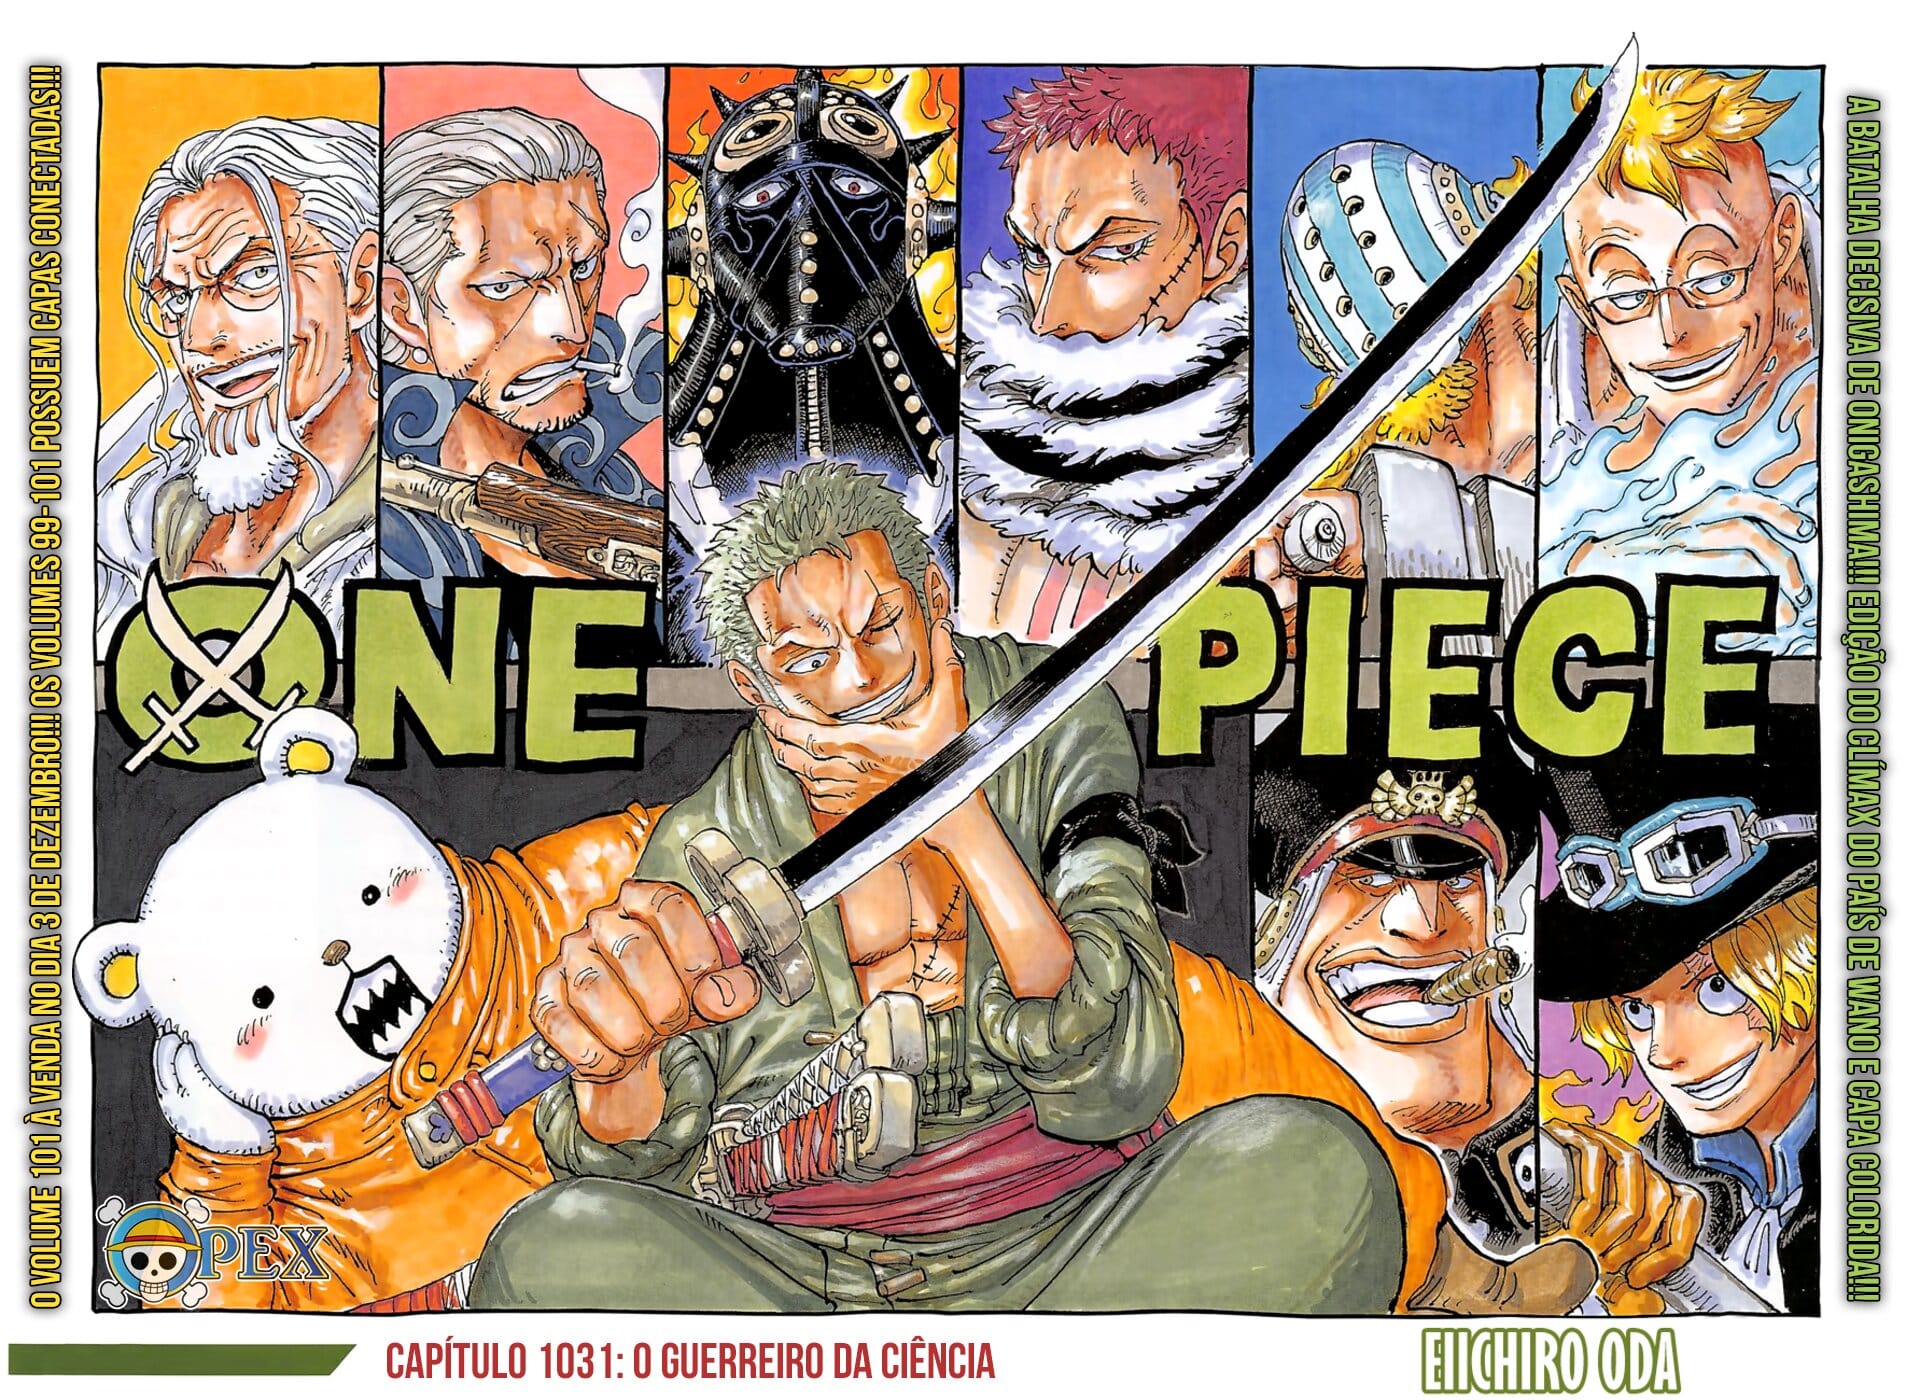 O VOLUME 101 À VENDA NO DIA 3 DE DEZEMBRO!!! OS VOLUMES 99-101 POSSUEM CAPAS CONECTADAS!!!
A BATALHA DECISIVA DE ONIGASHIMA!!! EDIÇÃO DO CLÍMAX DO PAÍS DE WANO E CAPA COLORIDA!!!
ONE PIECE
OPEX
CAPÍTULO 1031: O GUERREIRO DA CIÊNCIA
EIICHIRO ODA